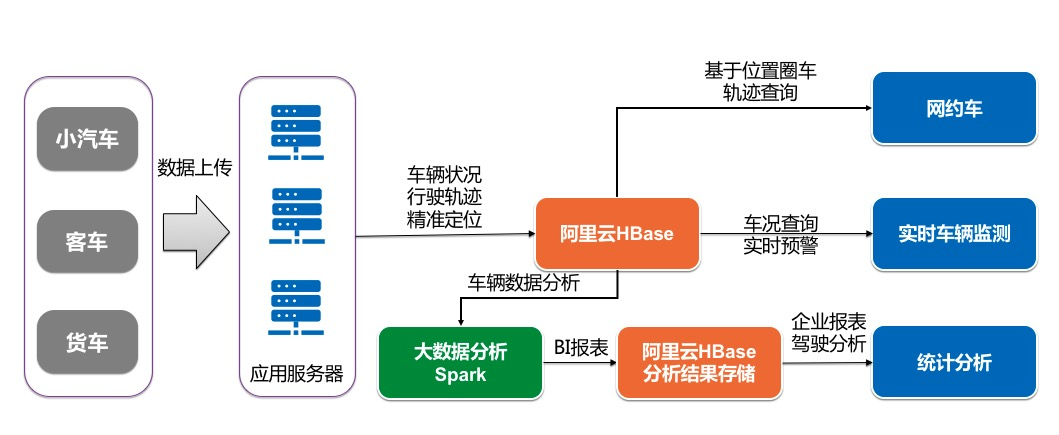 小汽车
客车
货车
数据上传
应用服务器
车辆状况
行驶轨迹
精准定位
阿里云HBase
基于位置圈车
轨迹查询
网约车
车况查询
实时预警
实时车辆监测
车辆数据分析
大数据分析
Spark
BI报表
阿里云HBase
分析结果存储
企业报表
驾驶分析
统计分析